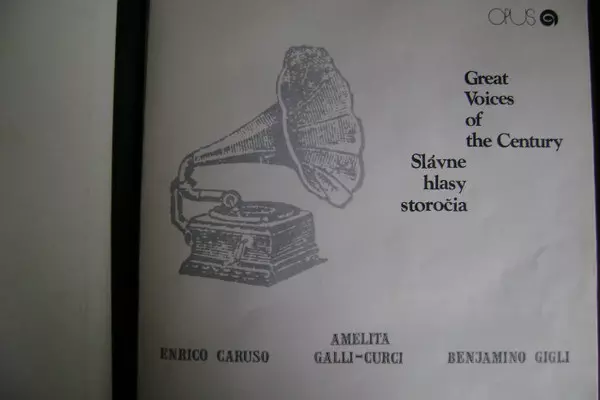 OPUS
Great
Voices
of
the Century
Slávne
hlasy
storočia
ENRICO CARUSO
AMELITA
GALLI-CURCI
BENJAMINO GIGLI